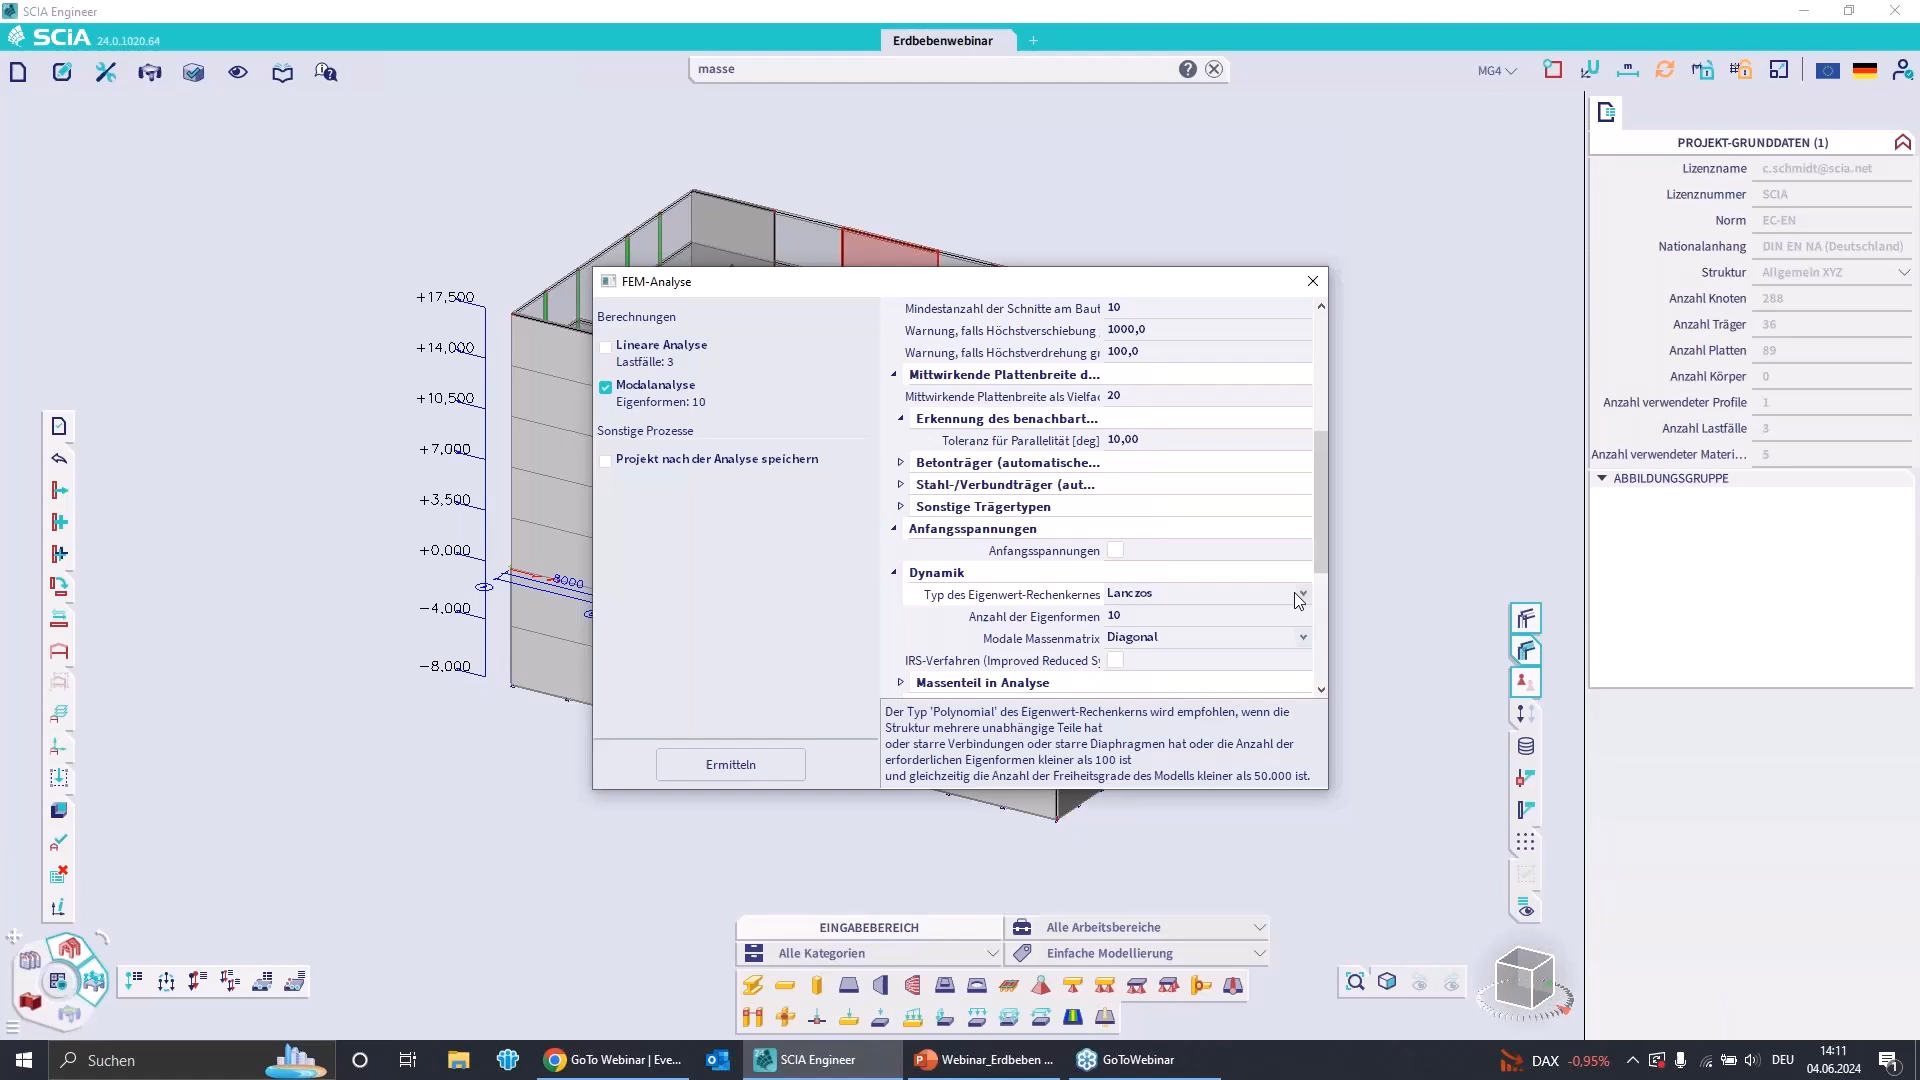 SCIA Engineer
SCIA 24.0.1020.64
Erdbebenwebinar
masse
MG4
PROJEKT-GRUNDDATEN (1)
Lizenzname c.schmidt@scia.net
Lizenznummer SCIA
Norm EC-EN
Nationalanhang DIN EN NA (Deutschland)
Struktur Allgemein XYZ
Anzahl Knoten 288
Anzahl Träger 36
Anzahl Platten 89
Anzahl Körper 0
Anzahl verwendeter Profile 1
Anzahl Lastfälle 3
Anzahl verwendeter Materi... 5
ABBILDUNGSGRUPPE
+17,500
+14,000
+10,500
+7,000
+3,500
+0,000
-4,000
-8,000
8000
FEM-Analyse
Berechnungen
Lineare Analyse
Lastfälle: 3
Modalanalyse
Eigenformen: 10
Sonstige Prozesse
Projekt nach der Analyse speichern
Ermitteln
Mindestanzahl der Schnitte am Baut 10
Warnung, falls Höchstverschiebung 1000,0
Warnung, falls Höchstverdrehung gr 100,0
Mittwirkende Plattenbreite d...
Mittwirkende Plattenbreite als Vielfac 20
Erkennung des benachbart...
Toleranz für Parallelität [deg] 10,00
Betonträger (automatische...
Stahl-/Verbundträger (aut...
Sonstige Trägertypen
Anfangsspannungen
Anfangsspannungen
Dynamik
Typ des Eigenwert-Rechenkernes Lanczos
Anzahl der Eigenformen 10
Modale Massenmatrix Diagonal
IRS-Verfahren (Improved Reduced Sy
Massenteil in Analyse
Der Typ 'Polynomial' des Eigenwert-Rechenkerns wird empfohlen, wenn die
Struktur mehrere unabhängige Teile hat
oder starre Verbindungen oder starre Diaphragmen hat oder die Anzahl der
erforderlichen Eigenformen kleiner als 100 ist
und gleichzeitig die Anzahl der Freiheitsgrade des Modells kleiner als 50.000 ist.
EINGABEBEREICH
Alle Arbeitsbereiche
Alle Kategorien
Einfache Modellierung
Suchen
GoTo Webinar | Eve...
SCIA Engineer
Webinar_Erdbeben ...
GoToWebinar
DAX -0,95%
DEU
14:11
04.06.2024
1